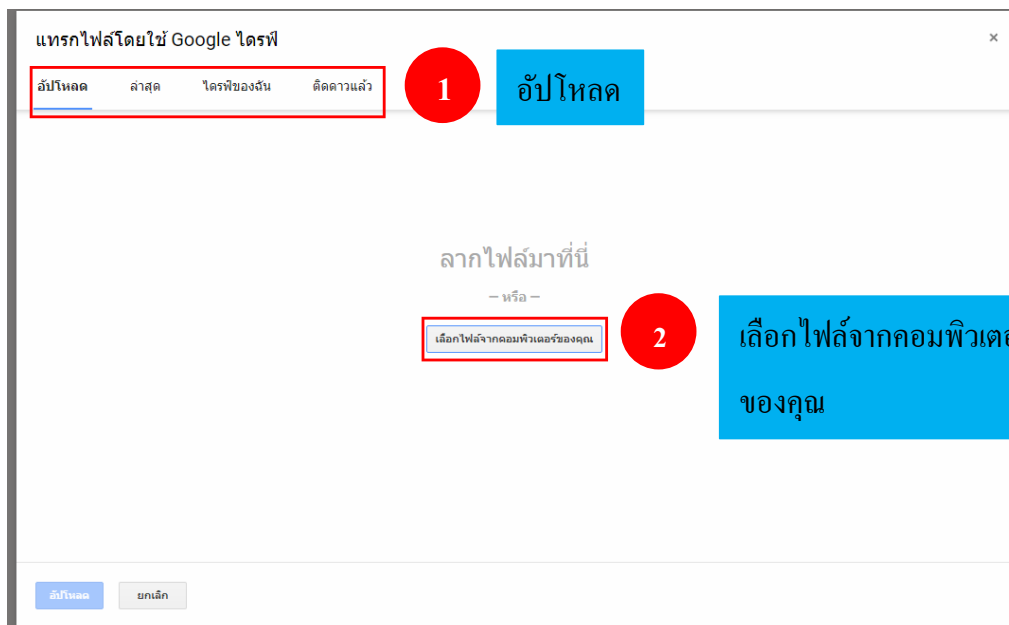 แทรกไฟล์โดยใช้ Google ไดรฟ์
×
อัปโหลด ล่าสุด ไดรฟ์ของฉัน ติดดาวแล้ว
1 อัปโหลด
ลากไฟล์มาที่นี่
– หรือ –
เลือกไฟล์จากคอมพิวเตอร์ของคุณ
2
เลือกไฟล์จากคอมพิวเตอ
ของคุณ
อัปโหลด ยกเลิก